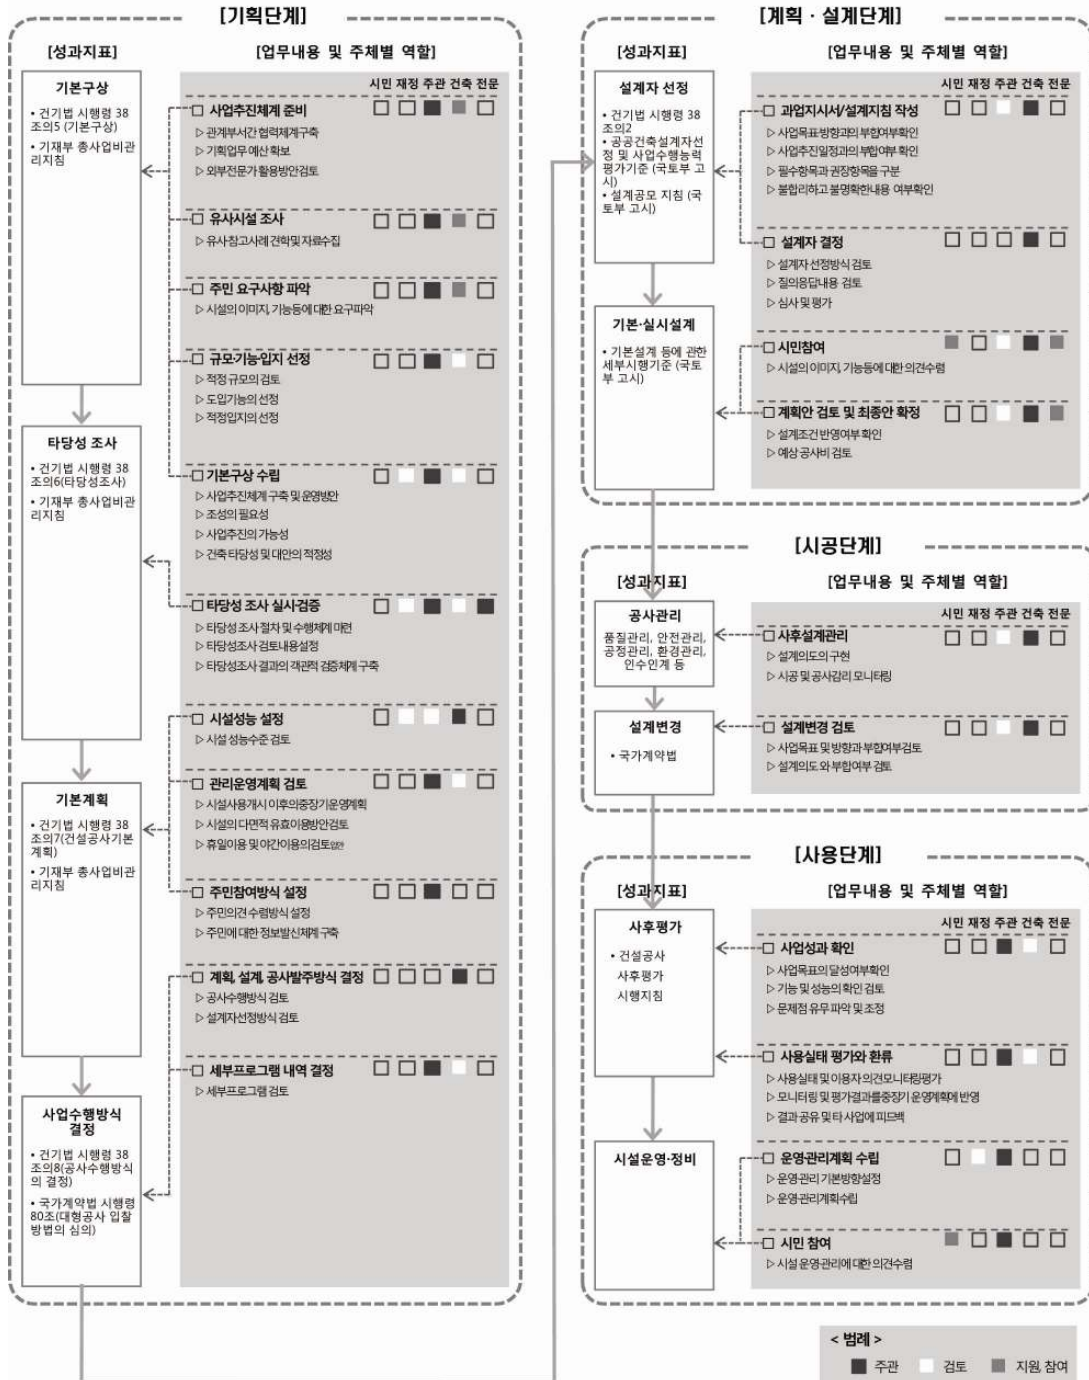 [기획단계]
[성과지표]
[업무내용 및 주체별 역할]
기본구상
• 건기법 시행령 38
조의5 (기본구상)
• 기재부 총사업비관
리지침
시민 재정 주관 건축 전문
사업추진체계 준비
▷ 관계부서간 협력체계구축
▷ 기획업무 예산 확보
▷ 외부전문가 활용방안검토
유사시설 조사
▷ 유사 참고사례 견학 및 자료수집
주민 요구사항 파악
▷ 시설의 이미지, 기능등에 대한 요구파악
규모·기능·입지 선정
▷ 적정 규모의 검토
▷ 도입기능의 선정
▷ 적정입지의 선정
타당성 조사
• 건기법 시행령 38
조의6(타당성조사)
• 기재부 총사업비관
리지침
기본구상 수립
▷ 사업추진체계 구축 및 운영방안
▷ 조성의 필요성
▷ 사업추진의 가능성
▷ 건축 타당성 및 대안의 적정성
타당성 조사 실시·검증
▷ 타당성 조사 절차 및 수행체계 마련
▷ 타당성조사 검토내용설정
▷ 타당성조사 결과의 객관적 검증체계 구축
기본계획
• 건기법 시행령 38
조의7(건설공사기본
계획)
• 기재부 총사업비관
리지침
시설성능 설정
▷ 시설 성능수준 검토
관리운영계획 검토
▷ 시설사용개시 이후의중장기운영계획
▷ 시설의 다면적 유효이용방안검토
▷ 휴일이용 및 야간이용의검토방안
주민참여방식 설정
▷ 주민의견 수렴방식 설정
▷ 주민에 대한 정보발신체계 구축
사업수행방식
결정
• 건기법 시행령 38
조의8(공사수행방식
의 결정)
• 국가계약법 시행령
80조(대형공사 입찰
방법의 심의)
계획, 설계, 공사발주방식 결정
▷ 공사수행방식 검토
▷ 설계자선정방식 검토
세부프로그램 내역 결정
▷ 세부프로그램 검토
[계획 · 설계단계]
[성과지표]
[업무내용 및 주체별 역할]
설계자 선정
• 건기법 시행령 38
조의2
• 공공건축설계자선
정 및 사업수행능력
평가기준 (국토부 고
시)
• 설계공모 지침 (국
토부 고시)
시민 재정 주관 건축 전문
과업지시서/설계지침 작성
▷ 사업목표·방향과의 부합여부확인
▷ 사업추진일정과의 부합여부 확인
▷ 필수항목과 권장항목을 구분
▷ 불합리하고 불명확한내용 여부확인
설계자 결정
▷ 설계자 선정방식 검토
▷ 질의응답내용 검토
▷ 심사 및 평가
기본·실시설계
• 기본설계 등에 관한
세부시행기준 (국토
부 고시)
시민참여
▷ 시설의 이미지, 기능등에 대한 의견수렴
계획안 검토 및 최종안 확정
▷ 설계조건 반영여부 확인
▷ 예상 공사비 검토
[시공단계]
[성과지표]
[업무내용 및 주체별 역할]
공사관리
품질관리, 안전관리,
공정관리, 환경관리,
인수인계 등
시민 재정 주관 건축 전문
사후설계관리
▷ 설계의도의 구현
▷ 시공 및 공사감리 모니터링
설계변경
• 국가계약법
설계변경 검토
▷ 사업목표 및 방향과 부합여부검토
▷ 설계의도 와 부합여부 검토
[사용단계]
[성과지표]
[업무내용 및 주체별 역할]
사후평가
• 건설공사
사후평가
시행지침
시민 재정 주관 건축 전문
사업성과 확인
▷ 사업목표의 달성여부확인
▷ 기능 및 성능의 확인 검토
▷ 문제점 유무 파악 및 조정
사용실태 평가와 환류
▷ 사용실태 및 이용자 의견모니터링평가
▷ 모니터링 및 평가결과를중장기 운영계획에 반영
▷ 결과 공유 및 타 사업에 피드백
시설운영·정비
운영·관리계획 수립
▷ 운영·관리 기본방향설정
▷ 운영·관리계획수립
시민 참여
▷ 시설 운영·관리에 대한 의견수렴
< 범례 >
주관 검토 지원, 참여